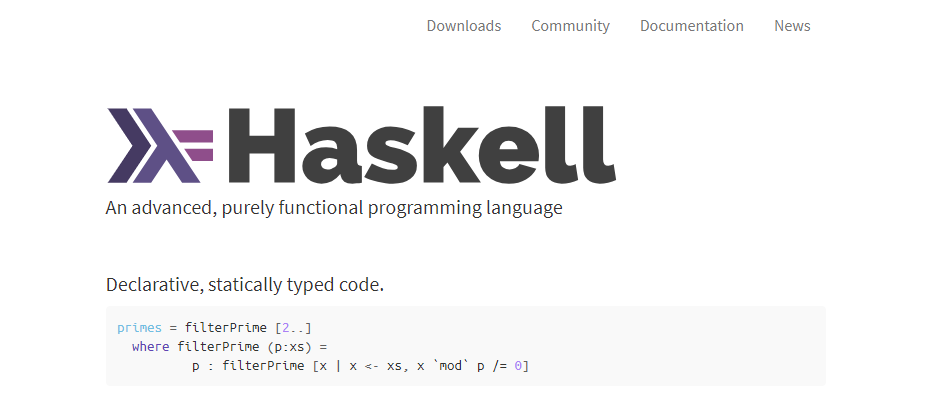 Downloads Community Documentation News
Haskell
An advanced, purely functional programming language
Declarative, statically typed code.
primes = filterPrime [2..]
  where filterPrime (p:xs) =
          p : filterPrime [x | x <- xs, x `mod` p /= 0]